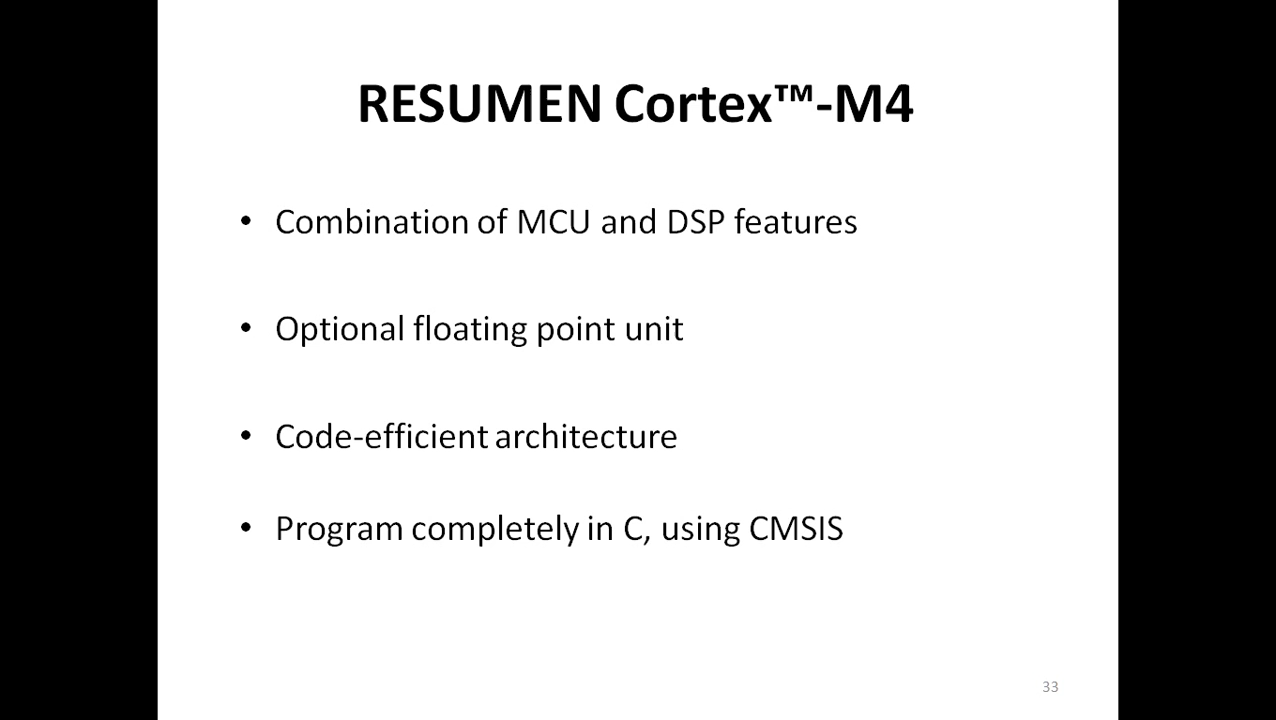 RESUMEN Cortex™-M4
• Combination of MCU and DSP features
• Optional floating point unit
• Code-efficient architecture
• Program completely in C, using CMSIS
33